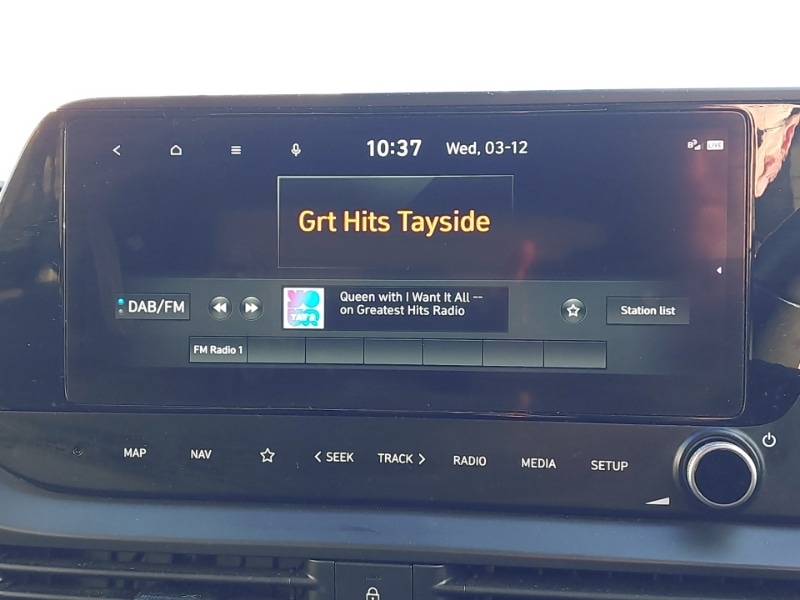 10:37 Wed, 03-12 LIVE
Grt Hits Tayside
DAB/FM
Queen with I Want It All --
on Greatest Hits Radio
Station list
FM Radio 1
MAP NAV SEEK TRACK RADIO MEDIA SETUP